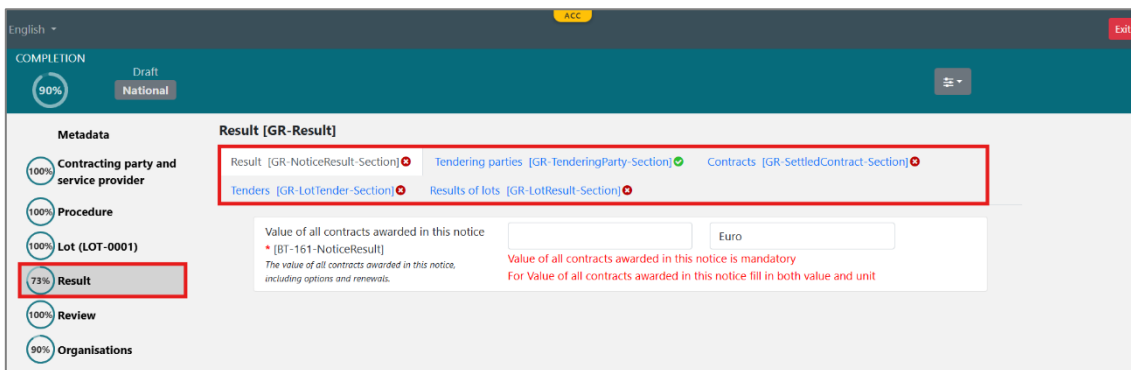 ACC
English
Exit
COMPLETION
90%
Draft
National
Metadata
100%
Contracting party and
service provider
100%
Procedure
100%
Lot (LOT-0001)
73%
Result
100%
Review
90%
Organisations
Result [GR-Result]
Result [GR-NoticeResult-Section]
Tendering parties [GR-TenderingParty-Section]
Contracts [GR-SettledContract-Section]
Tenders [GR-LotTender-Section]
Results of lots [GR-LotResult-Section]
Value of all contracts awarded in this notice
* [BT-161-NoticeResult]
The value of all contracts awarded in this notice,
including options and renewals.
Euro
Value of all contracts awarded in this notice is mandatory
For Value of all contracts awarded in this notice fill in both value and unit